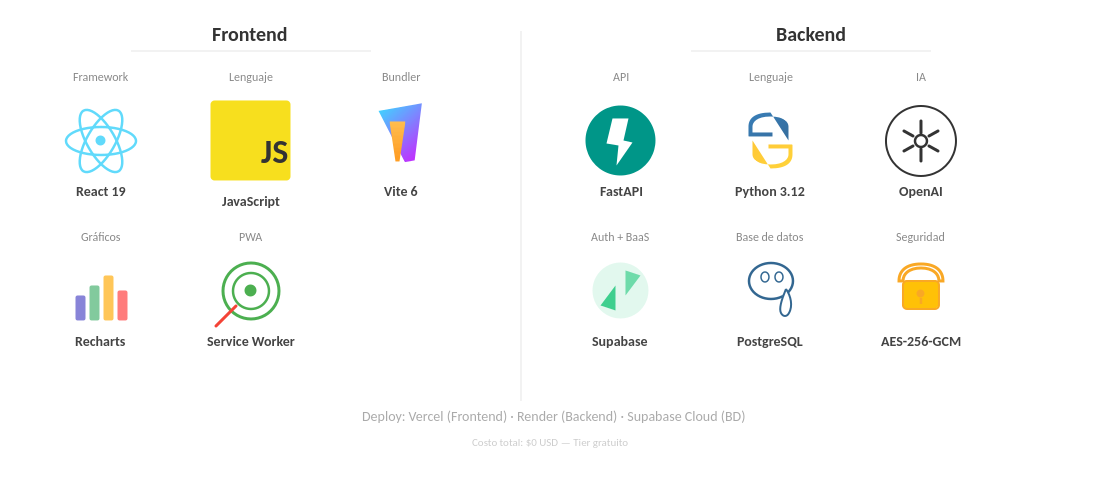 Frontend
Framework
Lenguaje
Bundler
JS
React 19
JavaScript
Vite 6
Gráficos
PWA
Recharts
Service Worker
Backend
API
Lenguaje
IA
FastAPI
Python 3.12
OpenAI
Auth + BaaS
Base de datos
Seguridad
Supabase
PostgreSQL
AES-256-GCM
Deploy: Vercel (Frontend) · Render (Backend) · Supabase Cloud (BD)
Costo total: $0 USD — Tier gratuito